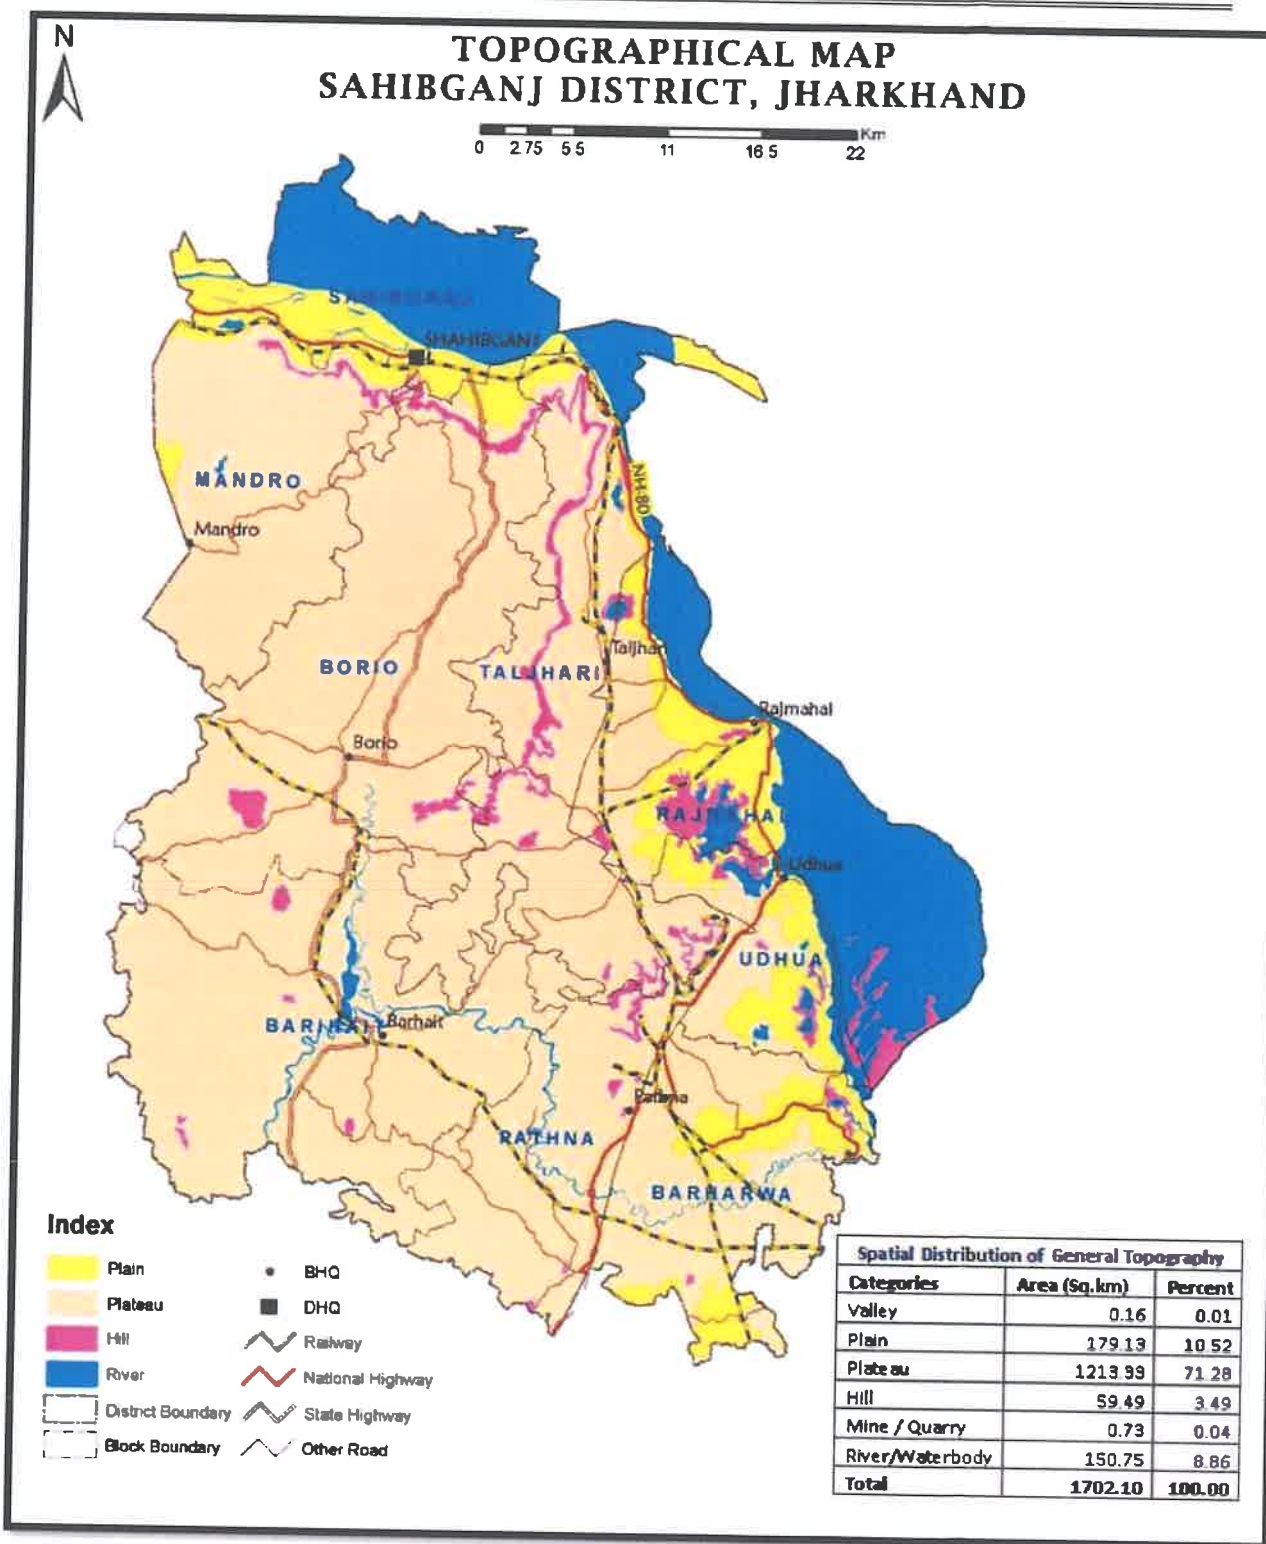 N
TOPOGRAPHICAL MAP
SAHIBGANJ DISTRICT, JHARKHAND
Km
0 2.75 5.5 11 16.5 22
SHAHIBGANJ
NH-80
MANDRO
Mandro
Taljhari
BORIO
TALJHARI
Rajmahal
Borio
RAJMAHAL
Udhua
UDHUA
BARHAIT
Barhait
Pathna
RATHNA
BARHARWA
Index
Plain
Plateau
Hill
River
District Boundary
Block Boundary
BHQ
DHQ
Railway
National Highway
State Highway
Other Road
Spatial Distribution of General Topography
Categories Area (Sq.km) Percent
Valley 0.16 0.01
Plain 179.13 10.52
Plateau 1213.99 71.28
Hill 59.49 3.49
Mine / Quarry 0.73 0.04
River/Waterbody 150.75 8.86
Total 1702.10 100.00